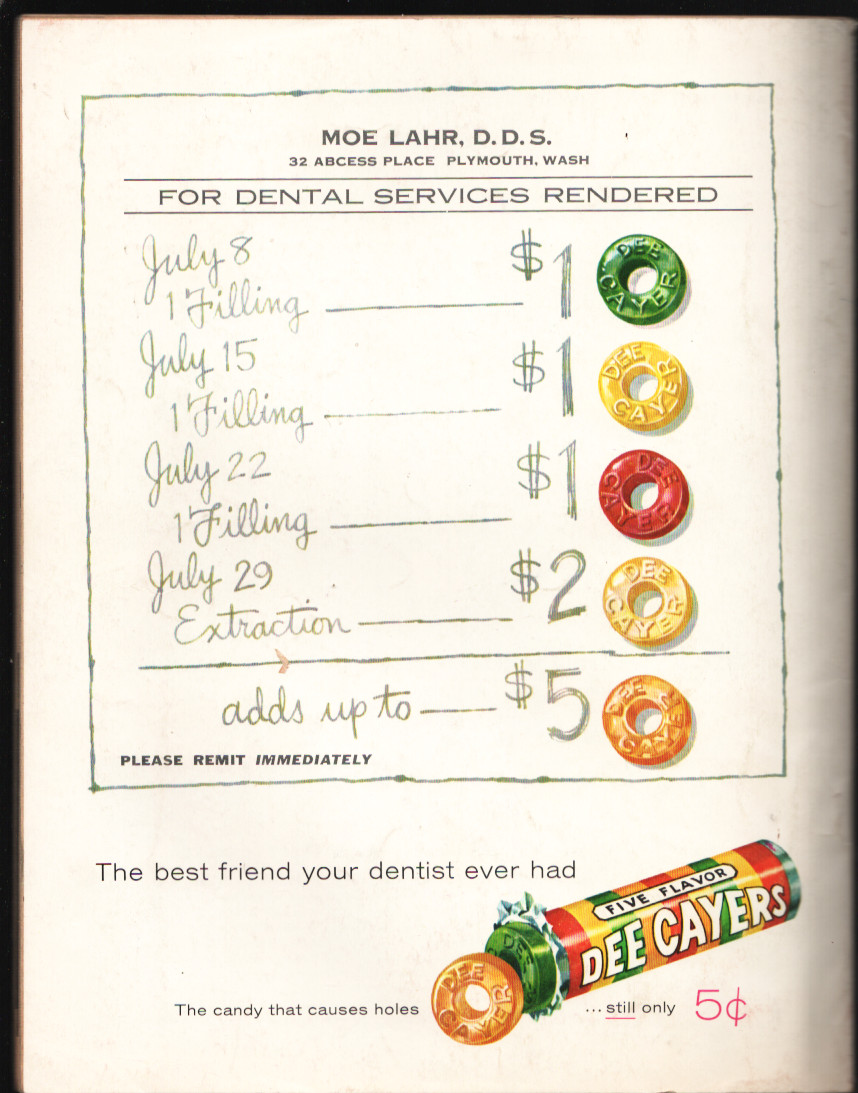 MOE LAHR, D.D.S.
32 ABCESS PLACE PLYMOUTH, WASH
FOR DENTAL SERVICES RENDERED
July 8
1 Filling $1
DEE CAYER
July 15
1 Filling $1
DEE CAYER
July 22
1 Filling $1
DEE CAYER
July 29
Extraction $2
DEE CAYER
adds up to $5
DEE CAYER
PLEASE REMIT IMMEDIATELY
The best friend your dentist ever had
FIVE FLAVOR
DEE CAYERS
DEE
DEE CAYER
The candy that causes holes
...still only 5¢